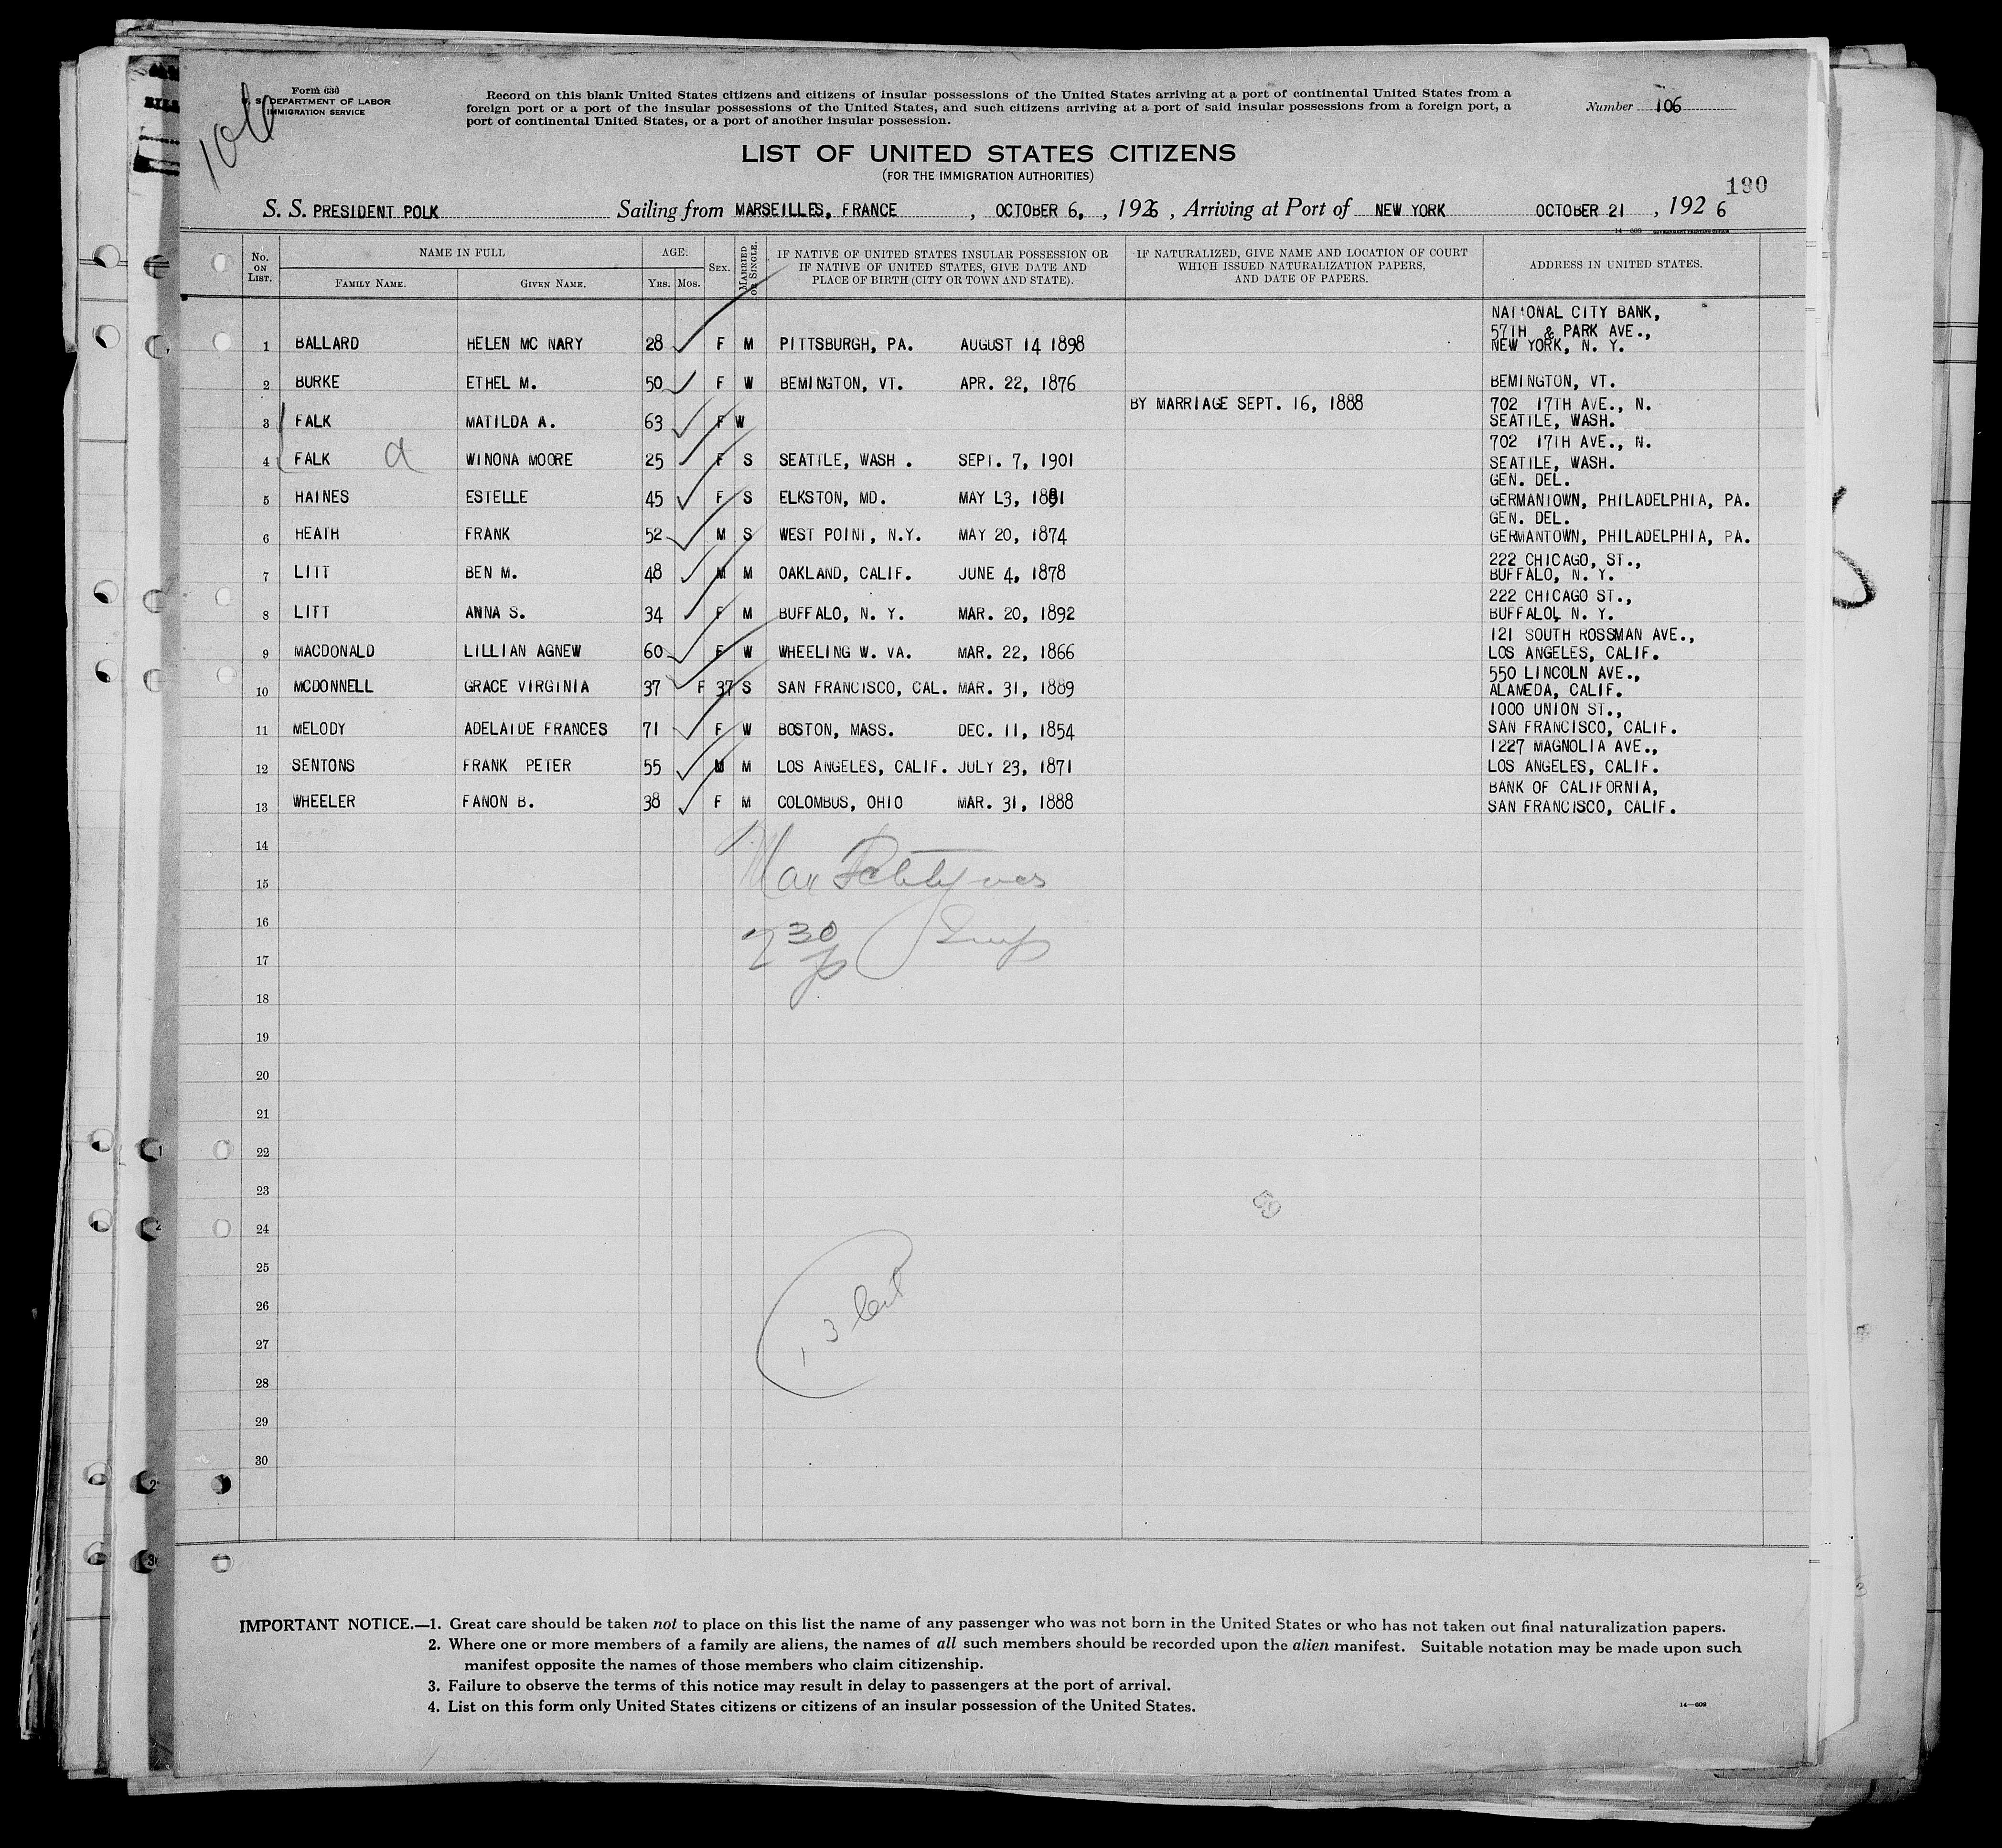 Form 630
U. S. DEPARTMENT OF LABOR
IMMIGRATION SERVICE
Record on this blank United States citizens and citizens of insular possessions of the United States arriving at a port of continental United States from a
foreign port or a port of the insular possessions of the United States, and such citizens arriving at a port of said insular possessions from a foreign port, a
port of continental United States, or a port of another insular possession.
Number 106
LIST OF UNITED STATES CITIZENS
(FOR THE IMMIGRATION AUTHORITIES)
190
S. S. PRESIDENT POLK Sailing from MARSEILLES, FRANCE, OCTOBER 6, , 1926 , Arriving at Port of NEW YORK OCTOBER 21 , 192 6
No. ON LIST. NAME IN FULL AGE. SEX. MARRIED OR SINGLE. IF NATIVE OF UNITED STATES INSULAR POSSESSION OR IF NATIVE OF UNITED STATES, GIVE DATE AND PLACE OF BIRTH (CITY OR TOWN AND STATE). IF NATURALIZED, GIVE NAME AND LOCATION OF COURT WHICH ISSUED NATURALIZATION PAPERS, AND DATE OF PAPERS. ADDRESS IN UNITED STATES.
FAMILY NAME. GIVEN NAME. YRS. MOS.
NATIONAL CITY BANK,
57TH & PARK AVE.,
1 BALLARD HELEN MC NARY 28 F M PITTSBURGH, PA. AUGUST 14 1898 NEW YORK, N. Y.
2 BURKE ETHEL M. 50 F W BEMINGTON, VT. APR. 22, 1876 BEMINGTON, VT.
BY MARRIAGE SEPT. 16, 1888 702 17TH AVE., N.
3 FALK MATILDA A. 63 F W SEATILE, WASH.
702 17TH AVE., N.
4 FALK a WINONA MOORE 25 F S SEATILE, WASH . SEPT. 7, 1901 SEATILE, WASH.
GEN. DEL.
5 HAINES ESTELLE 45 F S ELKSTON, MD. MAY L3, 1881 GERMANTOWN, PHILADELPHIA, PA.
GEN. DEL.
6 HEATH FRANK 52 M S WEST POINT, N.Y. MAY 20, 1874 GERMANTOWN, PHILADELPHIA, PA.
222 CHICAGO, ST.,
7 LITT BEN M. 48 M M OAKLAND, CALIF. JUNE 4, 1878 BUFFALO, N. Y.
222 CHICAGO ST.,
8 LITT ANNA S. 34 F M BUFFALO, N. Y. MAR. 20, 1892 BUFFALO, N. Y.
121 SOUTH ROSSMAN AVE.,
9 MACDONALD LILLIAN AGNEW 60 F W WHEELING W. VA. MAR. 22, 1866 LOS ANGELES, CALIF.
550 LINCOLN AVE.,
10 MCDONNELL GRACE VIRGINIA 37 F 37 S SAN FRANCISCO, CAL. MAR. 31, 1889 ALAMEDA, CALIF.
1000 UNION ST.,
11 MELODY ADELAIDE FRANCES 71 F W BOSTON, MASS. DEC. 11, 1854 SAN FRANCISCO, CALIF.
1227 MAGNOLIA AVE.,
12 SENTONS FRANK PETER 55 M M LOS ANGELES, CALIF. JULY 23, 1871 LOS ANGELES, CALIF.
BANK OF CALIFORNIA,
13 WHEELER FANON B. 38 F M COLOMBUS, OHIO MAR. 31, 1888 SAN FRANCISCO, CALIF.
14
15
16
30
17
18
19
20
21
22
23
24
25
26
27
28
29
30
IMPORTANT NOTICE.—1. Great care should be taken not to place on this list the name of any passenger who was not born in the United States or who has not taken out final naturalization papers.
2. Where one or more members of a family are aliens, the names of all such members should be recorded upon the alien manifest. Suitable notation may be made upon such
manifest opposite the names of those members who claim citizenship.
3. Failure to observe the terms of this notice may result in delay to passengers at the port of arrival.
4. List on this form only United States citizens or citizens of an insular possession of the United States.